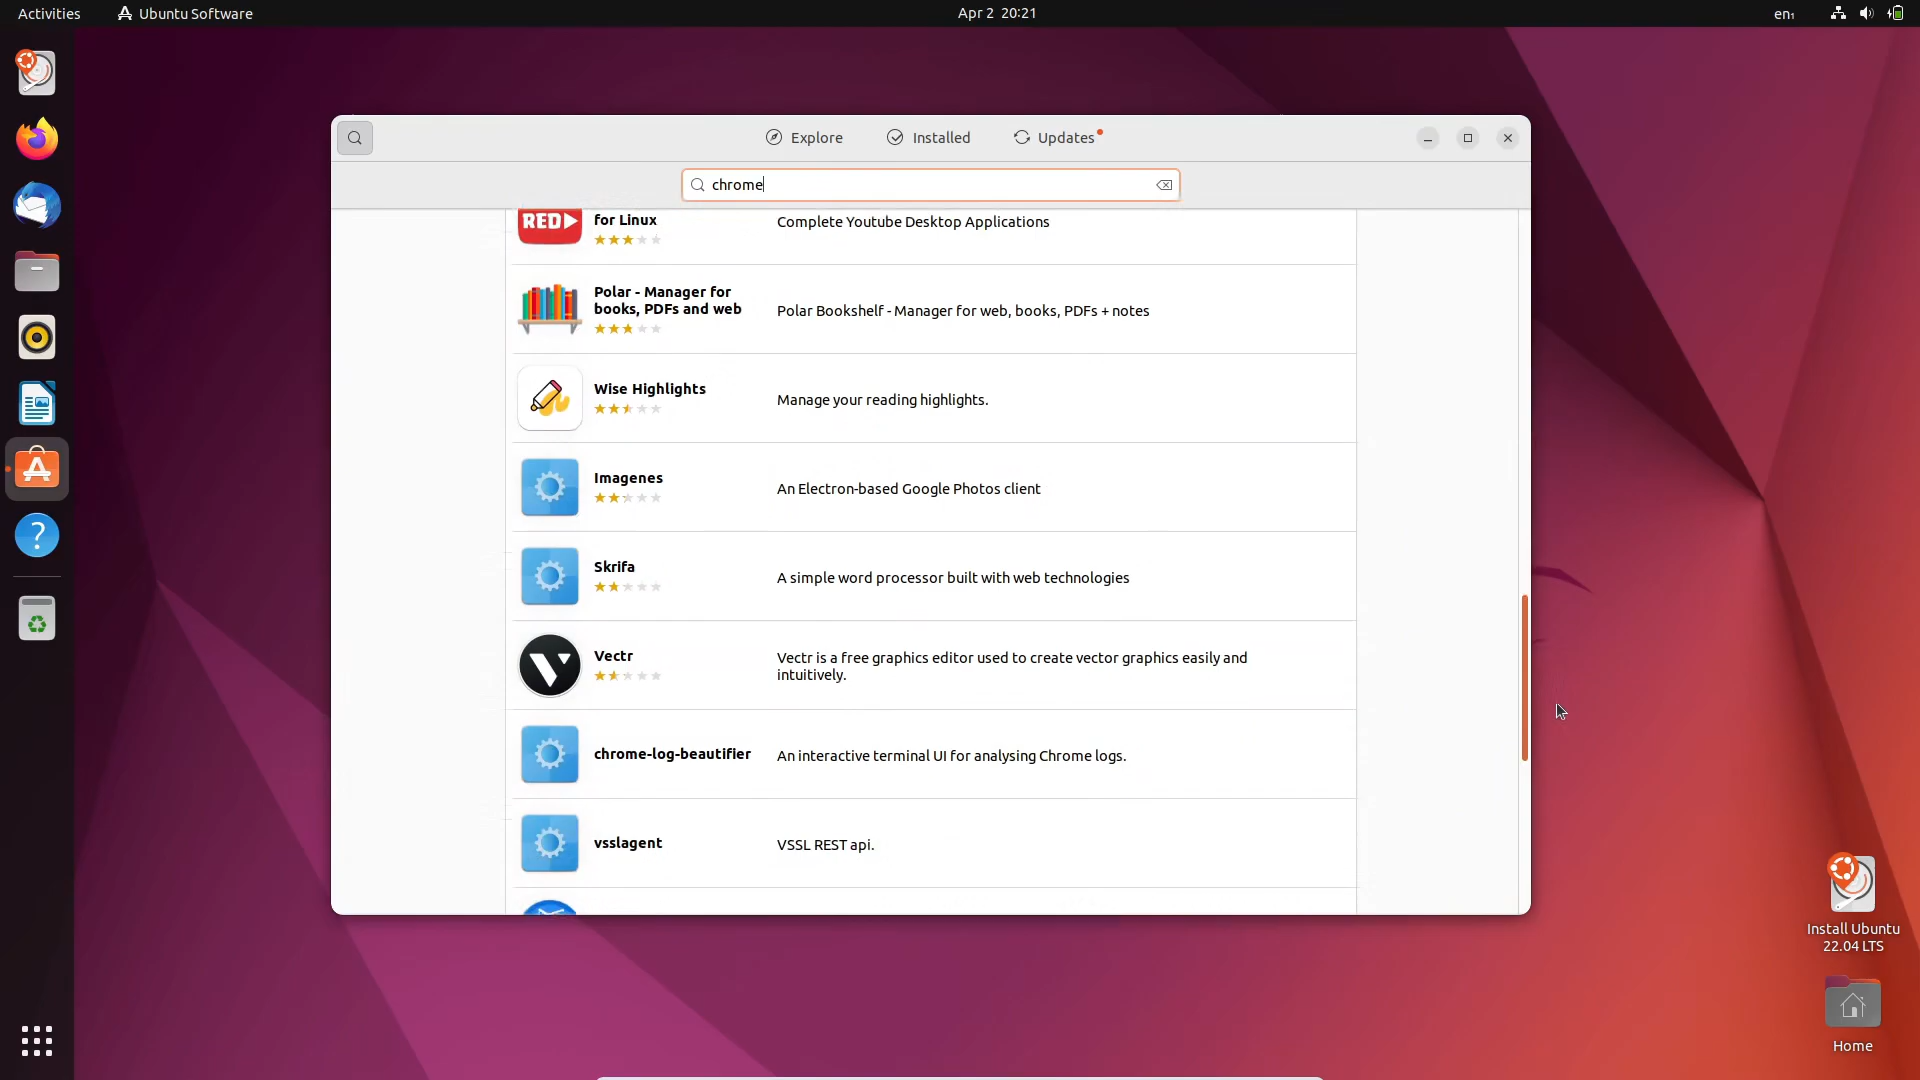 Activities
Ubuntu Software
Apr 2 20:21
en₁
Explore
Installed
Updates
chrome
RED
for Linux
Complete Youtube Desktop Applications
Polar - Manager for
books, PDFs and web
Polar Bookshelf - Manager for web, books, PDFs + notes
Wise Highlights
Manage your reading highlights.
Imagenes
An Electron-based Google Photos client
Skrifa
A simple word processor built with web technologies
Vectr
Vectr is a free graphics editor used to create vector graphics easily and
intuitively.
chrome-log-beautifier
An interactive terminal UI for analysing Chrome logs.
vsslagent
VSSL REST api.
Install Ubuntu
22.04 LTS
Home